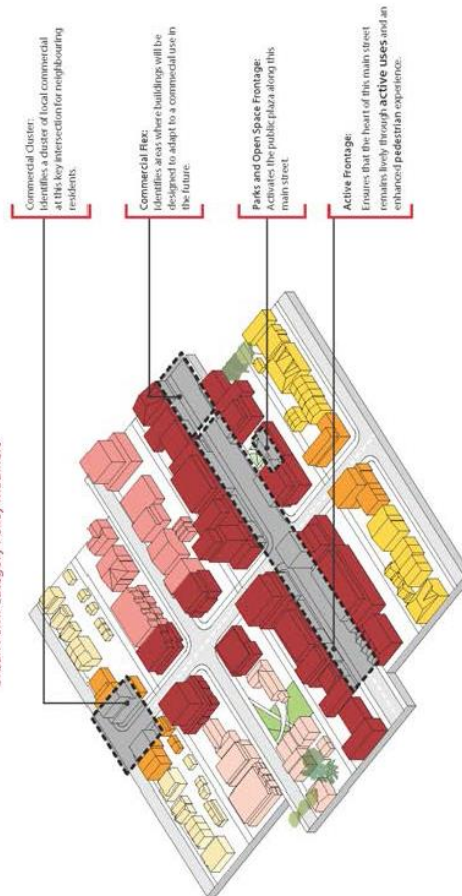 Commercial Cluster:
Identifies a cluster of local commercial
at this key intersection for neighbouring
residents.
Commercial Flex:
Identifies areas where buildings will be
designed to adapt to a commercial use in
the future.
Parks and Open Space Frontage:
Activates the public plaza along this
main street.
Active Frontage:
Ensures that the heart of this main street
remains lively through active uses and an
enhanced pedestrian experience.